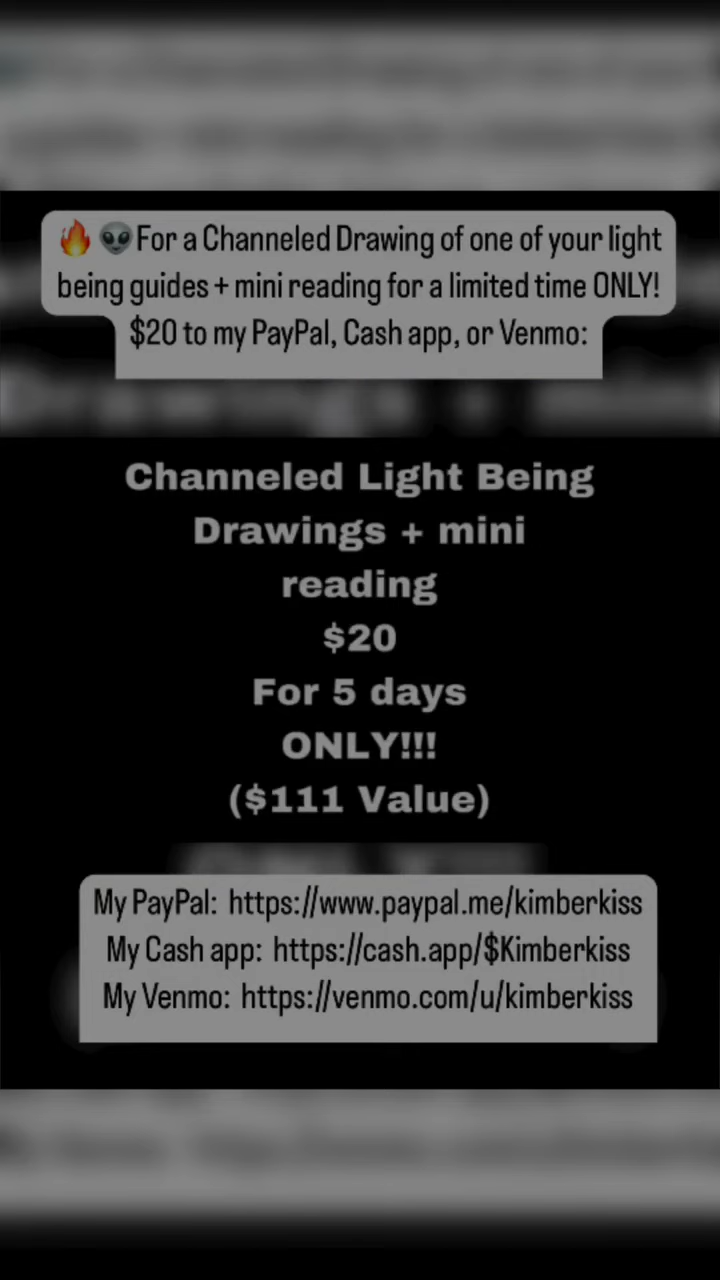 🔥 👽For a Channeled Drawing of one of your light
being guides + mini reading for a limited time ONLY!
$20 to my PayPal, Cash app, or Venmo:
Channeled Light Being
Drawings + mini
reading
$20
For 5 days
ONLY!!!
($111 Value)
My PayPal: https://www.paypal.me/kimberkiss
My Cash app: https://cash.app/$Kimberkiss
My Venmo: https://venmo.com/u/kimberkiss